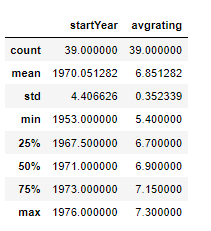 startYear avgrating
count 39.000000 39.000000
mean 1970.051282 6.851282
std 4.406626 0.352339
min 1953.000000 5.400000
25% 1967.500000 6.700000
50% 1971.000000 6.900000
75% 1973.000000 7.150000
max 1976.000000 7.300000